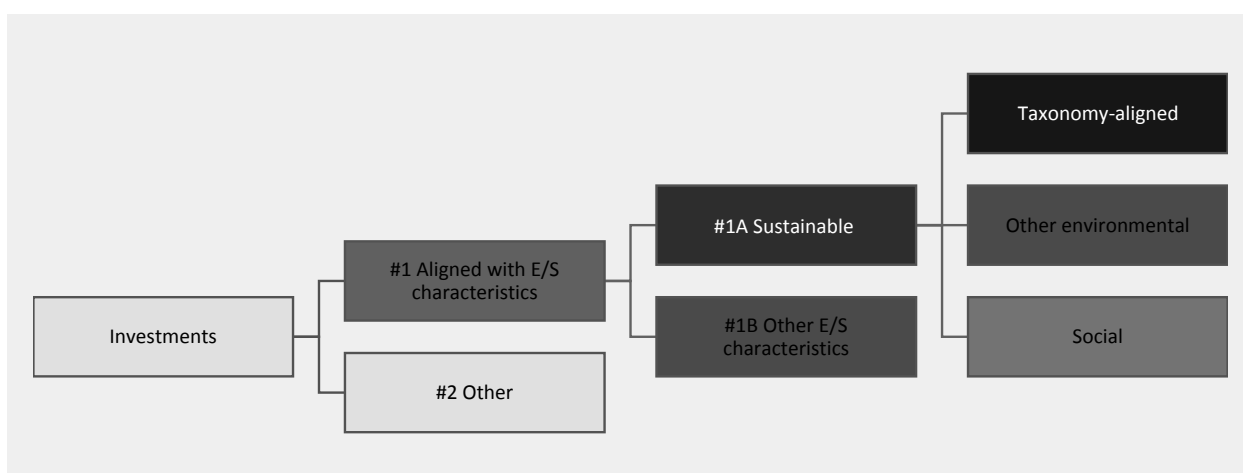 Investments
#1 Aligned with E/S
characteristics
#2 Other
#1A Sustainable
#1B Other E/S
characteristics
Taxonomy-aligned
Other environmental
Social